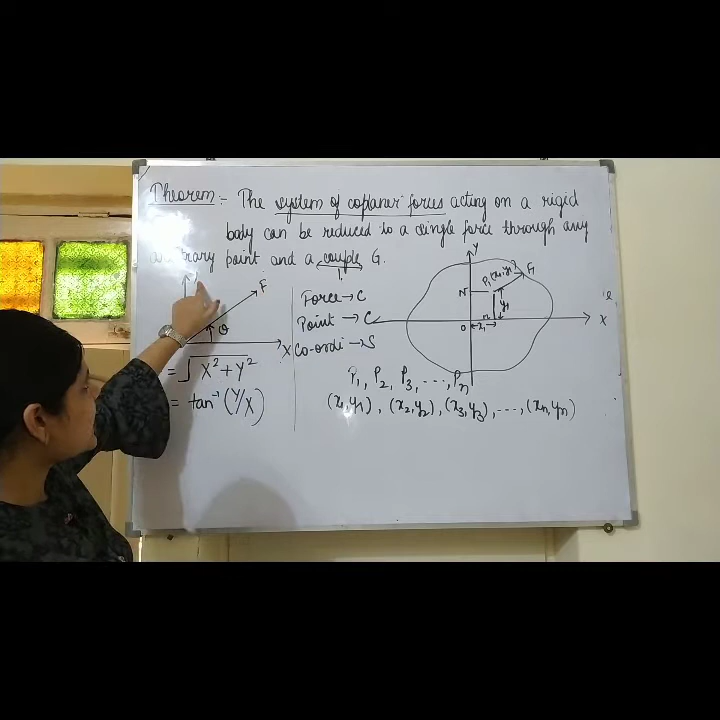 Theorem :- The system of coplaner forces acting on a rigid
body can be reduced to a single force through any
point and a couple G.
F
θ
X
= √X² + Y²
= tan⁻¹ (Y/X)
Force → C
Point → C
Co-ordi → S
Y
P₁(x₁,y₁) F₁
N
y₁
O x₁
X
P₁, P₂, P₃, ..., Pₙ
(x₁,y₁), (x₂,y₂), (x₃,y₃), ..., (xₙ,yₙ)